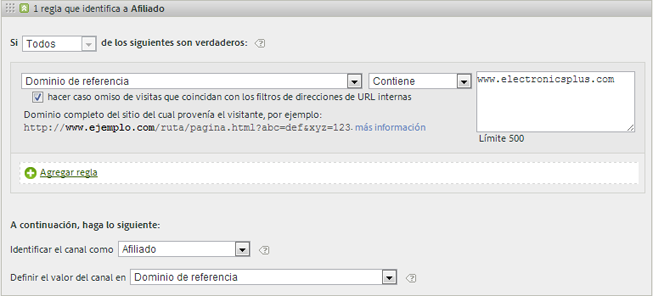 1 regla que identifica a Afiliado
Si Todos de los siguientes son verdaderos:
Dominio de referencia Contiene www.electronicsplus.com
hacer caso omiso de visitas que coincidan con los filtros de direcciones de URL internas
Dominio completo del sitio del cual provenía el visitante, por ejemplo:
http://www.ejemplo.com/ruta/pagina.html?abc=def&xyz=123- más información
Límite 500
Agregar regla
A continuación, haga lo siguiente:
Identificar el canal como Afiliado
Definir el valor del canal en Dominio de referencia